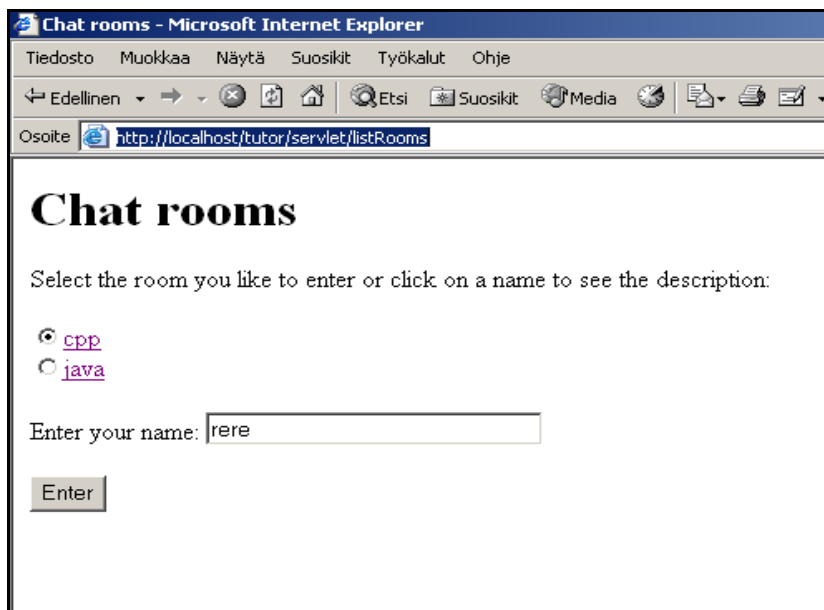 Chat rooms - Microsoft Internet Explorer
Tiedosto Muokkaa Näytä Suosikit Työkalut Ohje
Edellinen Etsi Suosikit Media
Osoite http://localhost/tutor/servlet/listRooms
Chat rooms
Select the room you like to enter or click on a name to see the description:
cpp
java
Enter your name: rere
Enter